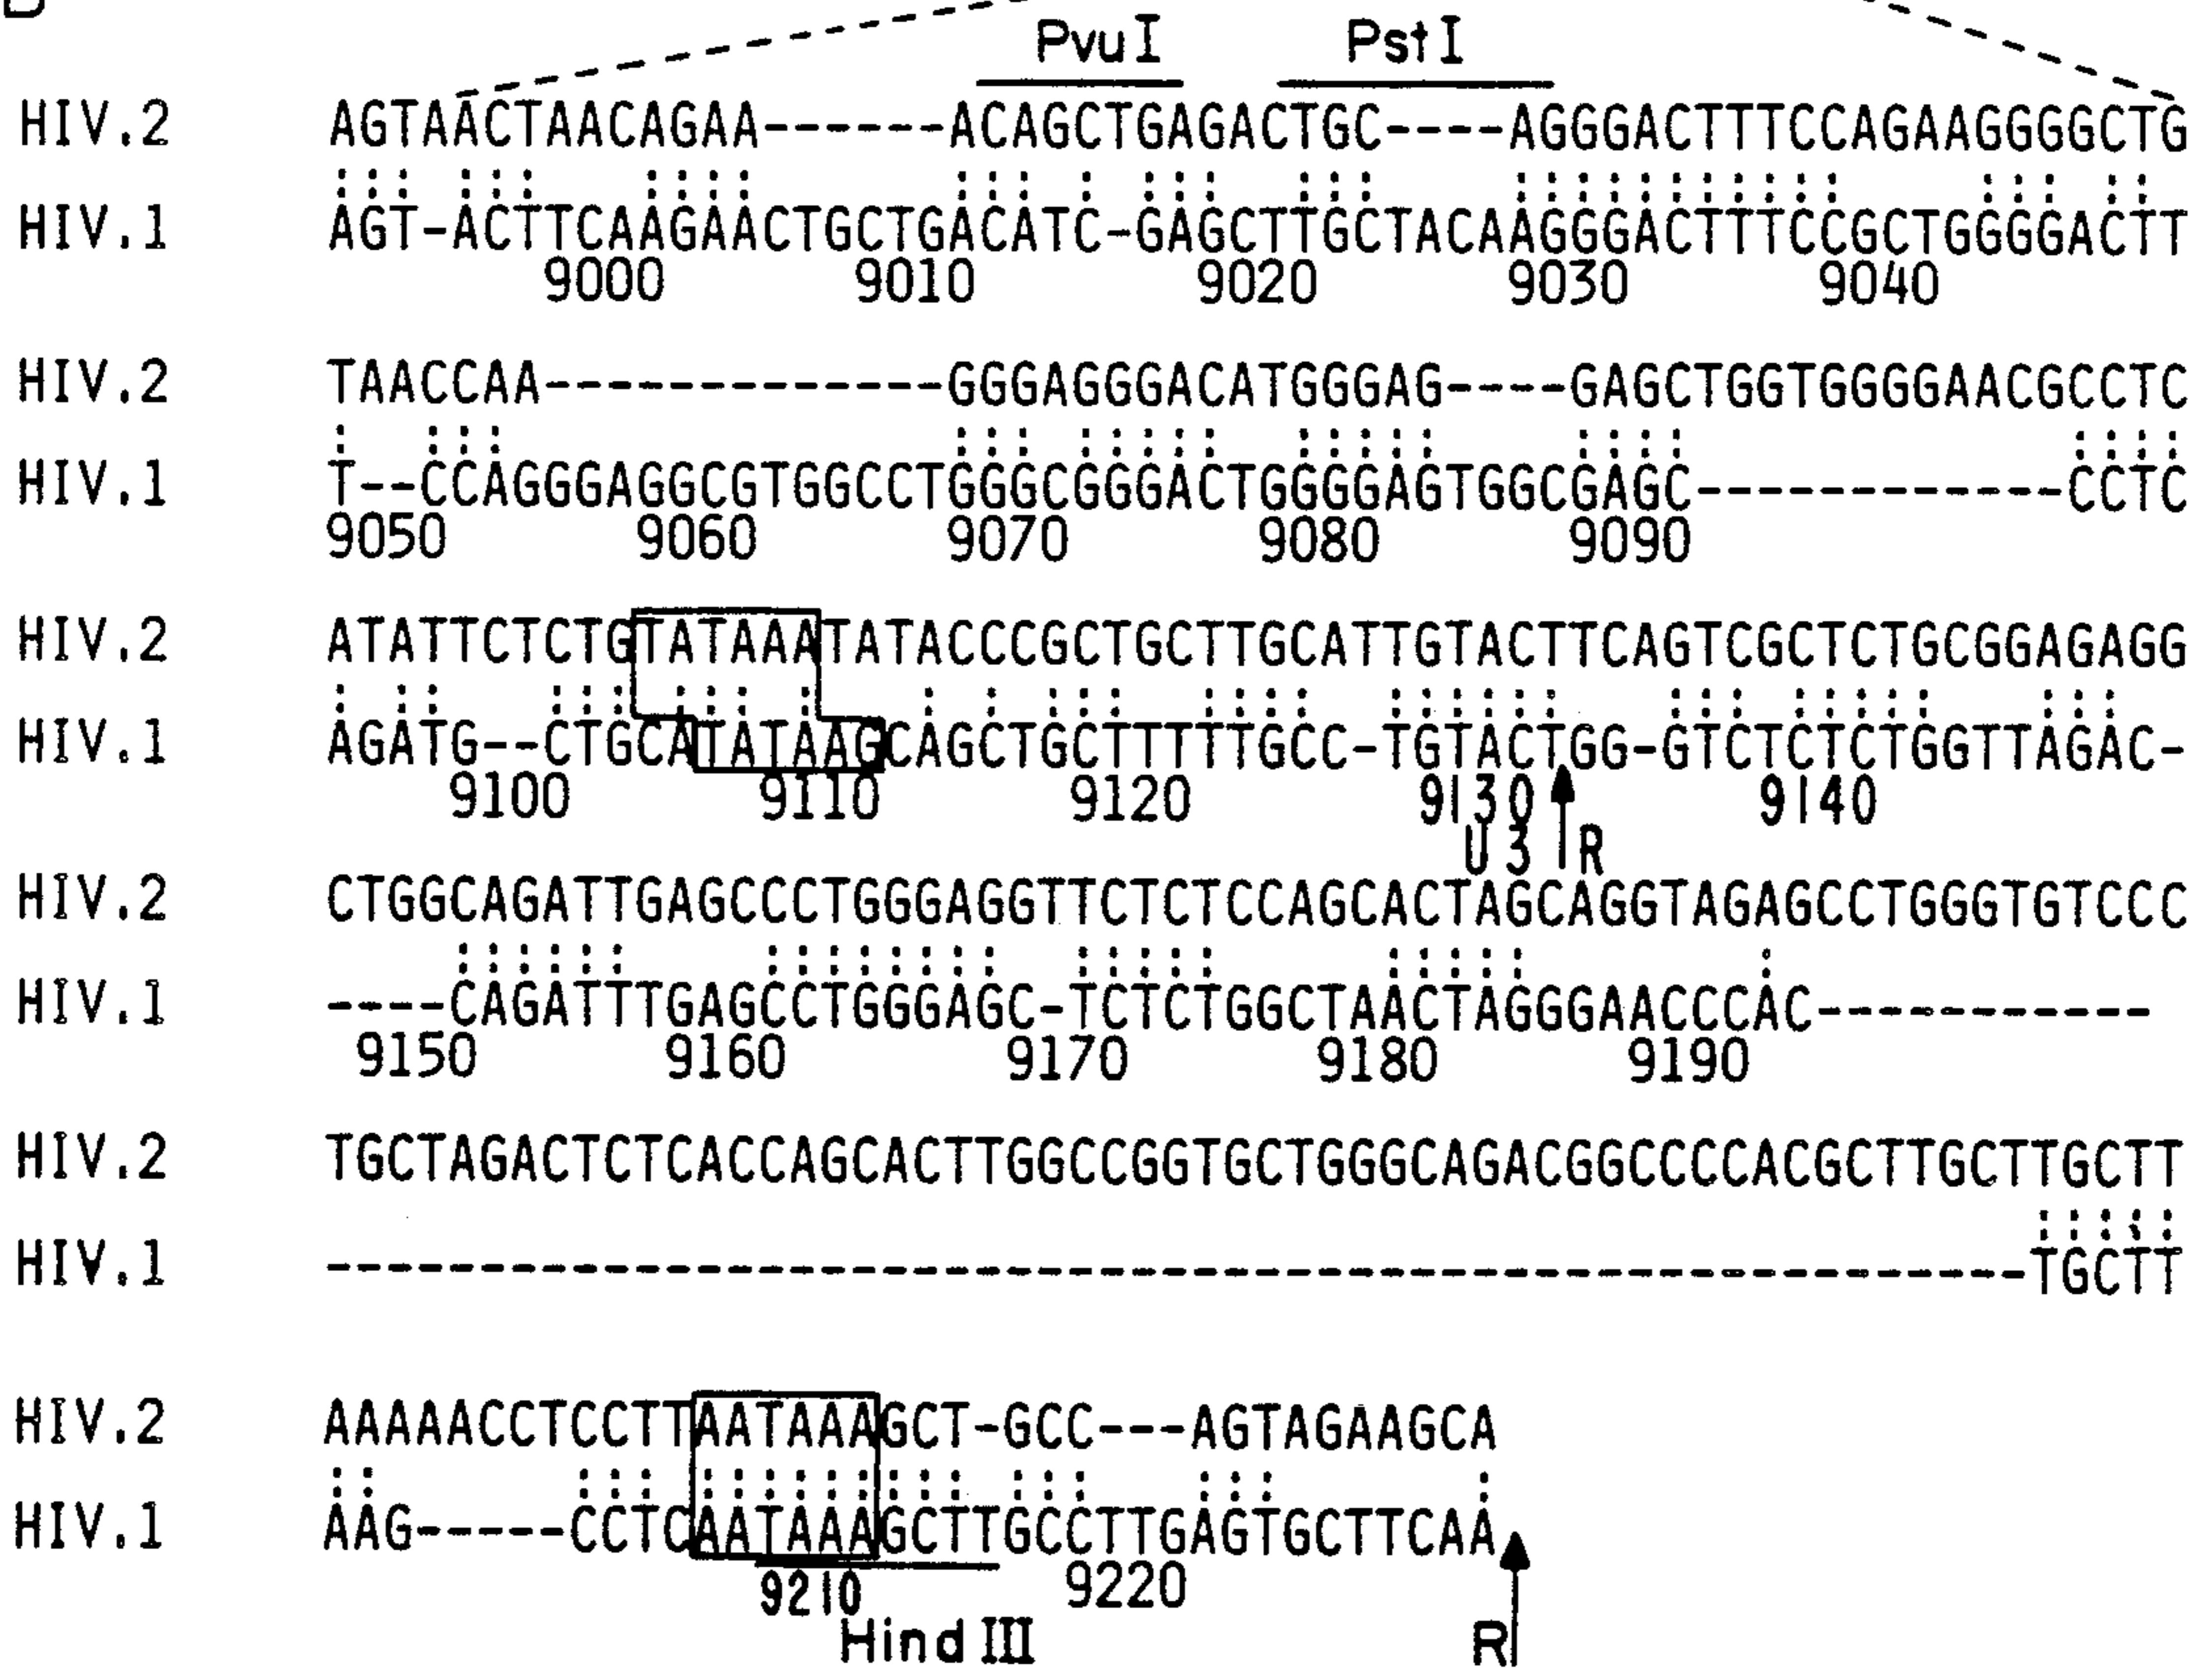 Pvu I Pst I
HIV.2 AGTAACTAACAGAA------ACAGCTGAGACTGC----AGGGACTTTCCAGAAGGGGCTG
HIV.1 AGT-ACTTCAAGAACTGCTGACATC-GAGCTTGCTACAAGGGACTTTCCGCTGGGGACTT
9000 9010 9020 9030 9040
HIV.2 TAACCAA-------------GGGAGGGACATGGGAG----GAGCTGGTGGGGAACGCCTC
HIV.1 T--CCAGGGAGGCGTGGCCTGGGCGGGACTGGGGAGTGGCGAGC------------CCTC
9050 9060 9070 9080 9090
HIV.2 ATATTCTCTGTATAAATATACCCGCTGCTTGCATTGTACTTCAGTCGCTCTGCGGAGAGG
HIV.1 AGATG--CTGCATATAAGCAGCTGCTTTTTGCC-TGTACTGG-GTCTCTCTGGTTAGAC-
9100 9110 9120 9130 9140
U3 R
HIV.2 CTGGCAGATTGAGCCCTGGGAGGTTCTCTCCAGCACTAGCAGGTAGAGCCTGGGTGTCCC
HIV.1 ----CAGATTTGAGCCTGGGAGC-TCTCTGGCTAACTAGGGAACCCAC-----------
9150 9160 9170 9180 9190
HIV.2 TGCTAGACTCTCACCAGCACTTGGCCGGTGCTGGGCAGACGGCCCCACGCTTGCTTGCTT
HIV.1 -------------------------------------------------------TGCTT
HIV.2 AAAAACCTCCTTAATAAAGCT-GCC---AGTAGAAGCA
HIV.1 AAG-----CCTCAATAAAGCTTGCCTTGAGTGCTTCAA
9210 9220
Hind III R